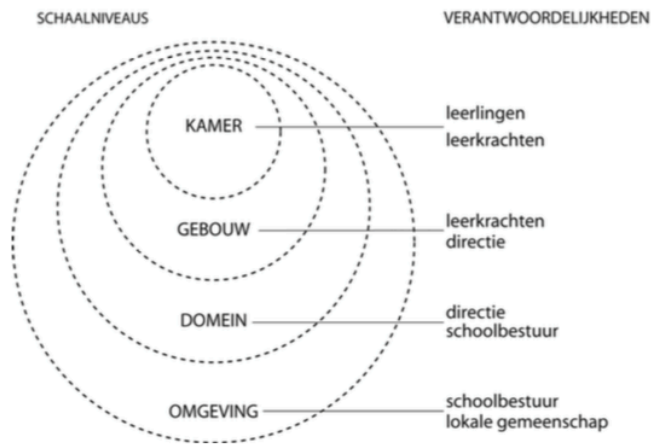 SCHAALNIVEAUS
VERANTWOORDELIJKHEDEN
KAMER
leerlingen
leerkrachten
GEBOUW
leerkrachten
directie
DOMEIN
directie
schoolbestuur
OMGEVING
schoolbestuur
lokale gemeenschap